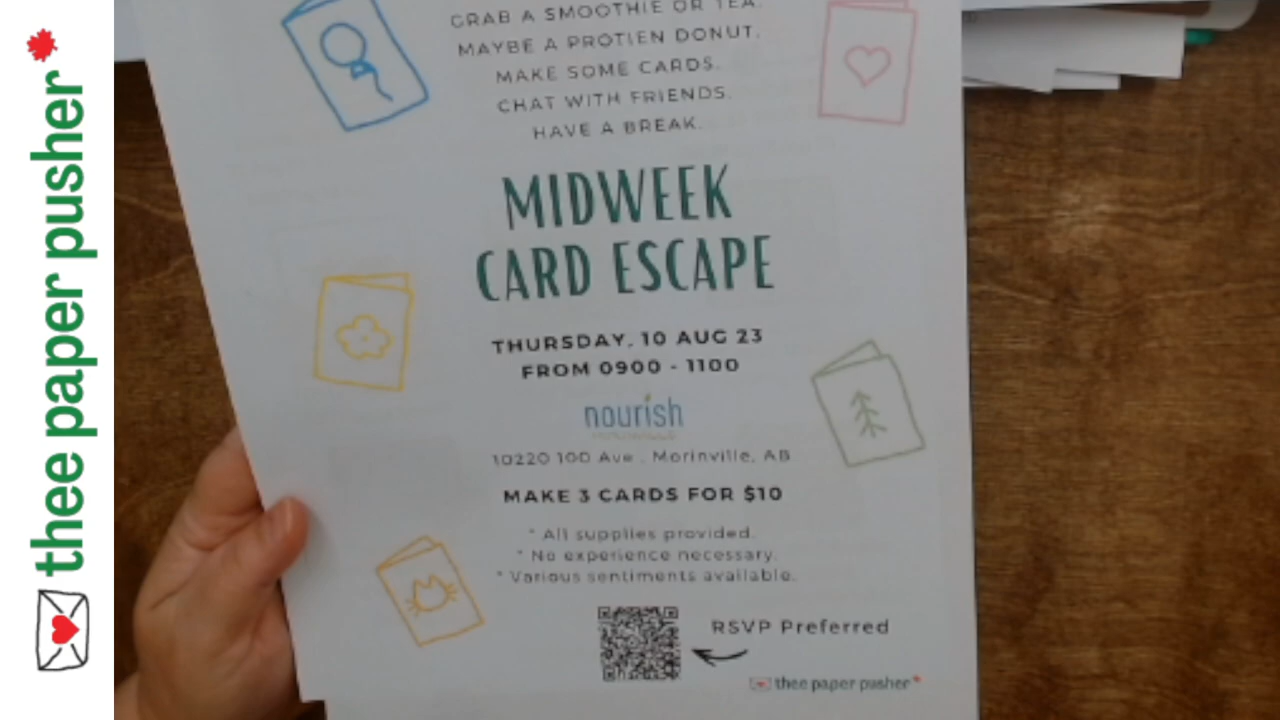 thee paper pusher
GRAB A SMOOTHIE OR TEA.
MAYBE A PROTIEN DONUT.
MAKE SOME CARDS.
CHAT WITH FRIENDS.
HAVE A BREAK.
MIDWEEK
CARD ESCAPE
THURSDAY, 10 AUG 23
FROM 0900 - 1100
nourish
10220 100 Ave . Morinville, AB
MAKE 3 CARDS FOR $10
* All supplies provided.
* No experience necessary.
* Various sentiments available.
RSVP Preferred
thee paper pusher